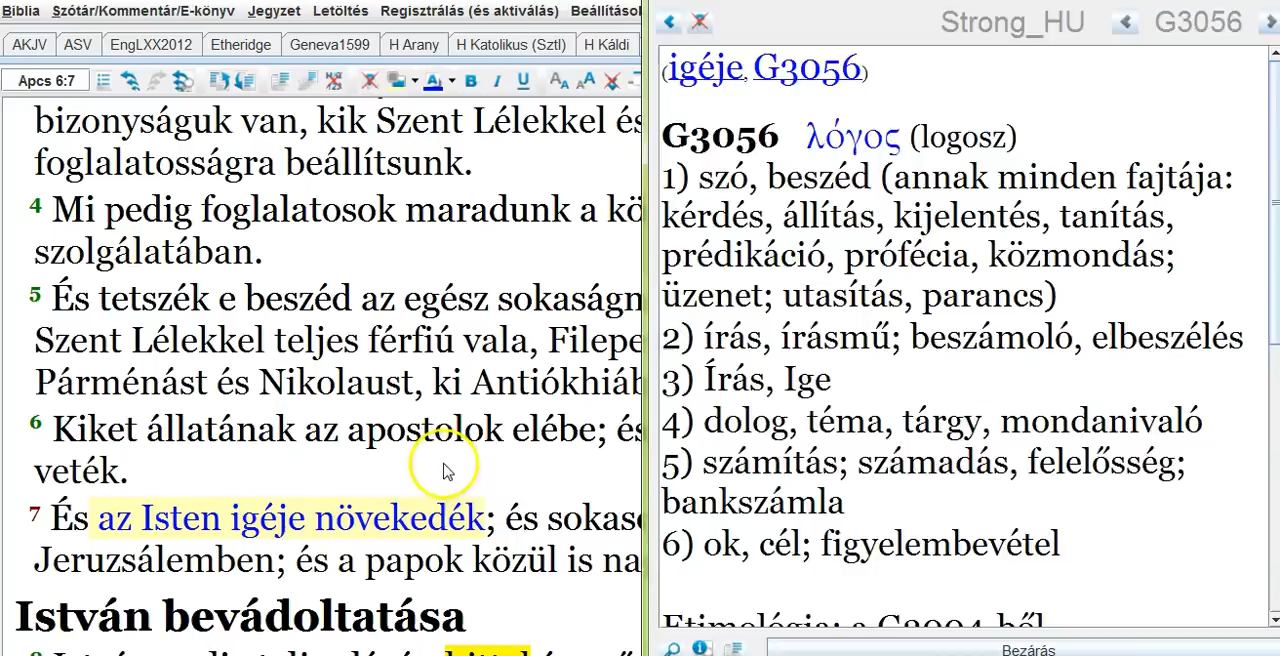 Biblia Szótár/Kommentár/E-könyv Jegyzet Letöltés Regisztrálás (és aktiválás) Beállítások
AKJV ASV EngLXX2012 Etheridge Geneva1599 H Arany H Katolikus (Sztl) H Káldi
Apcs 6:7
bizonyságuk van, kik Szent Lélekkel és
foglalatosságra beállítsunk.
4 Mi pedig foglalatosok maradunk a kö
szolgálatában.
5 És tetszék e beszéd az egész sokaságn
Szent Lélekkel teljes férfiú vala, Filepe
Párménást és Nikolaust, ki Antiókhiáb
6 Kiket állatának az apostolok elébe; és
veték.
7 És az Isten igéje növekedék; és sokas
Jeruzsálemben; és a papok közül is na
István bevádoltatása
Strong_HU G3056
(igéje, G3056)
G3056 λόγος (logosz)
1) szó, beszéd (annak minden fajtája:
kérdés, állítás, kijelentés, tanítás,
prédikáció, prófécia, közmondás;
üzenet; utasítás, parancs)
2) írás, írásmű; beszámoló, elbeszélés
3) Írás, Ige
4) dolog, téma, tárgy, mondanivaló
5) számítás; számadás, felelősség;
bankszámla
6) ok, cél; figyelembevétel
Etimológia: a G3004-ből
Bezárás